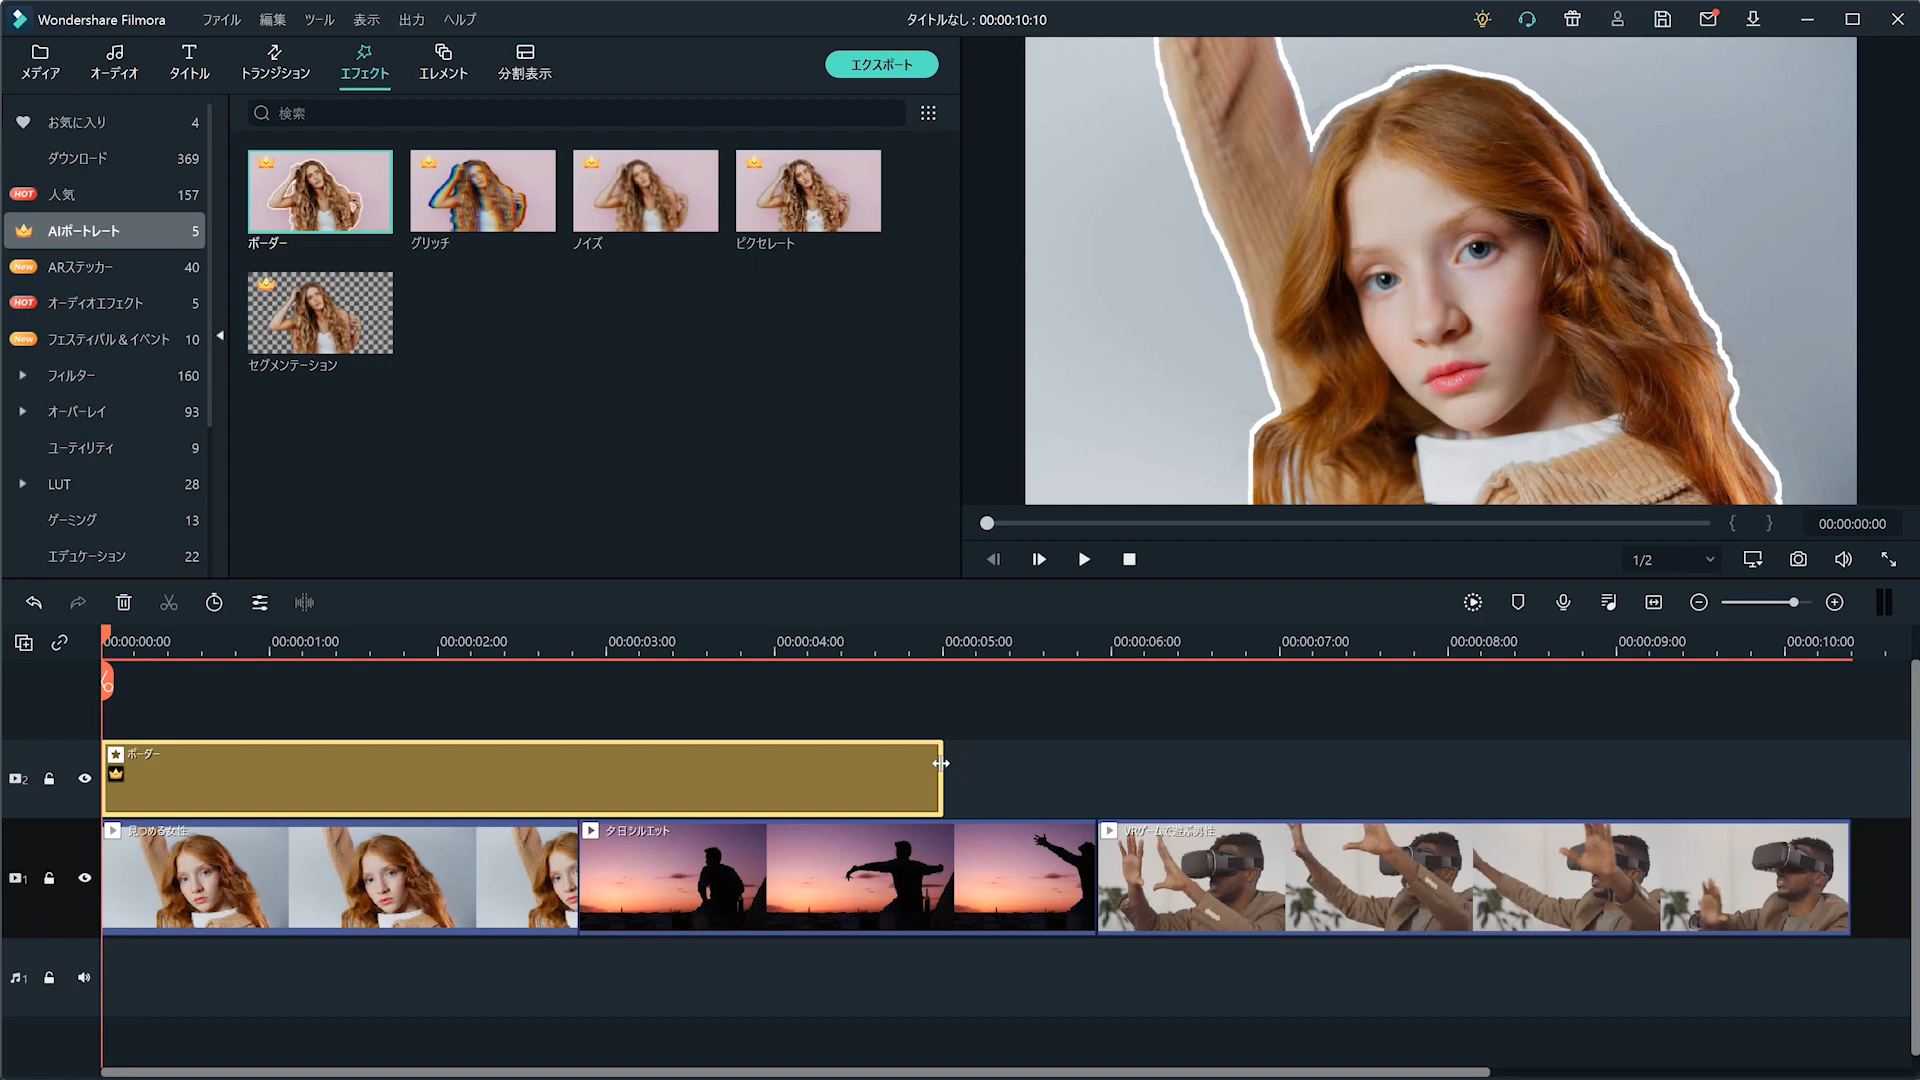 Wondershare Filmora ファイル 編集 ツール 表示 出力 ヘルプ タイトルなし : 00:00:10:10
メディア オーディオ タイトル トランジション エフェクト エレメント 分割表示 エクスポート
検索
お気に入り 4
ダウンロード 369
HOT 人気 157
AIポートレート 5
New ARステッカー 40
HOT オーディオエフェクト 5
New フェスティバル＆イベント 10
フィルター 160
オーバーレイ 93
ユーティリティ 9
LUT 28
ゲーミング 13
エデュケーション 22
ボーダー グリッチ ノイズ ピクセレート
セグメンテーション
{ } 00:00:00:00
1/2
00:00:00:00 00:00:01:00 00:00:02:00 00:00:03:00 00:00:04:00 00:00:05:00 00:00:06:00 00:00:07:00 00:00:08:00 00:00:09:00 00:00:10:00
ボーダー
2
見つめる女性 夕日シルエット VRゲームで遊ぶ男性
1
1